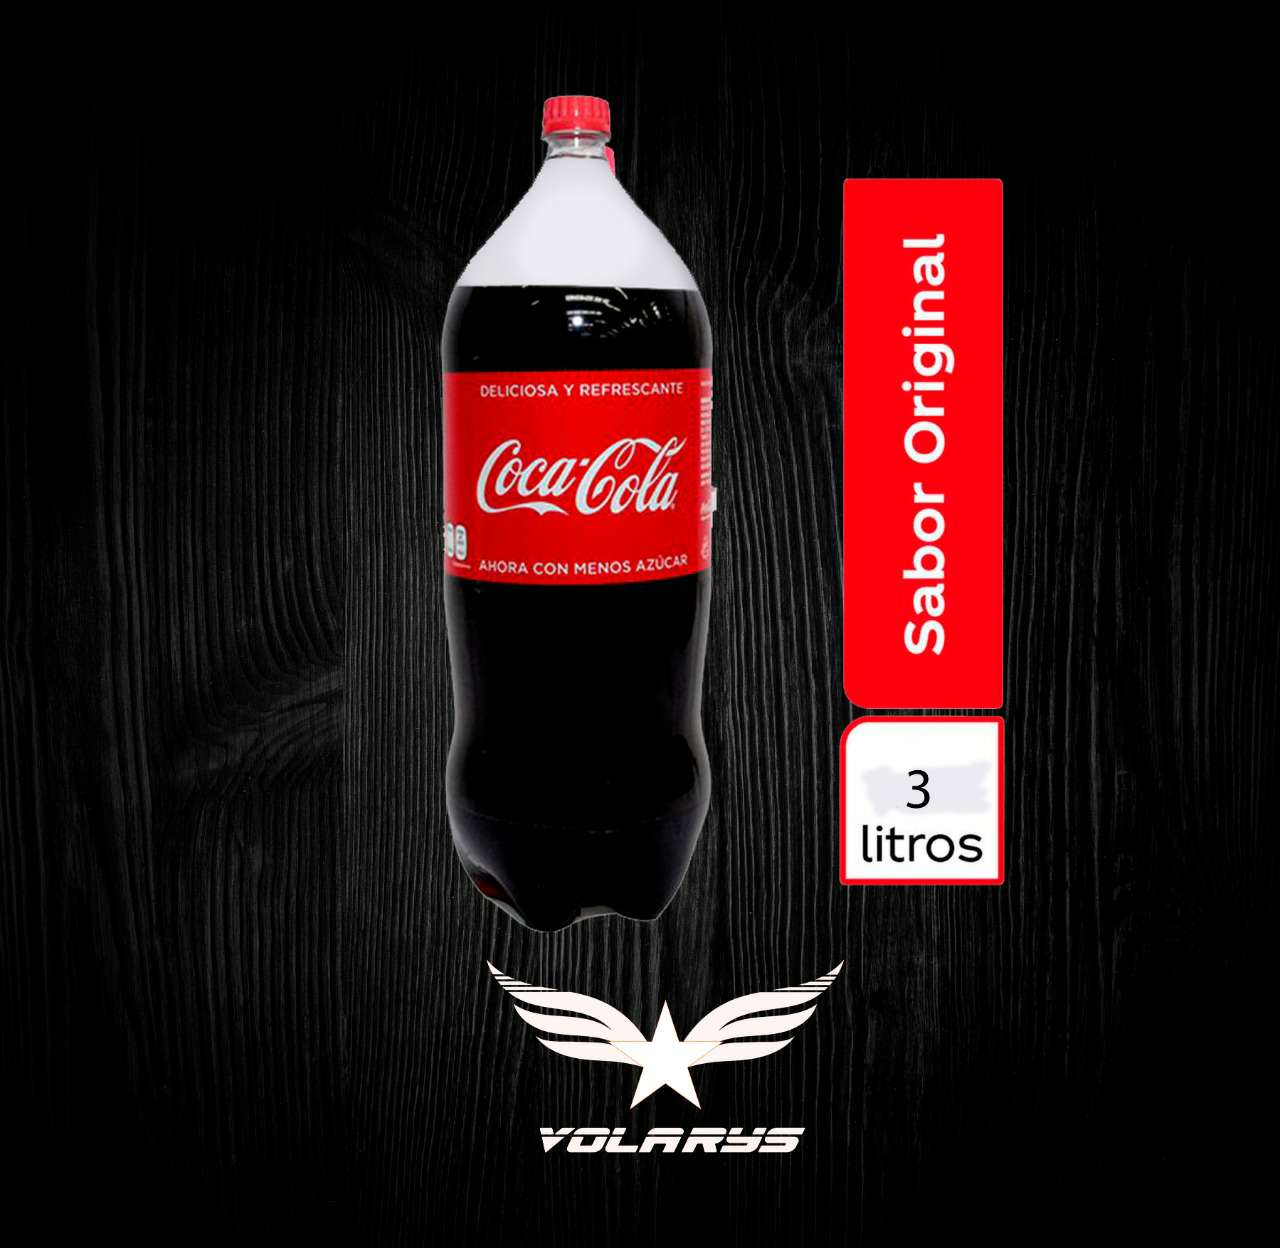 DELICIOSA Y REFRESCANTE
Coca-Cola
AHORA CON MENOS AZÚCAR
Sabor Original
3
litros
VOLARYS